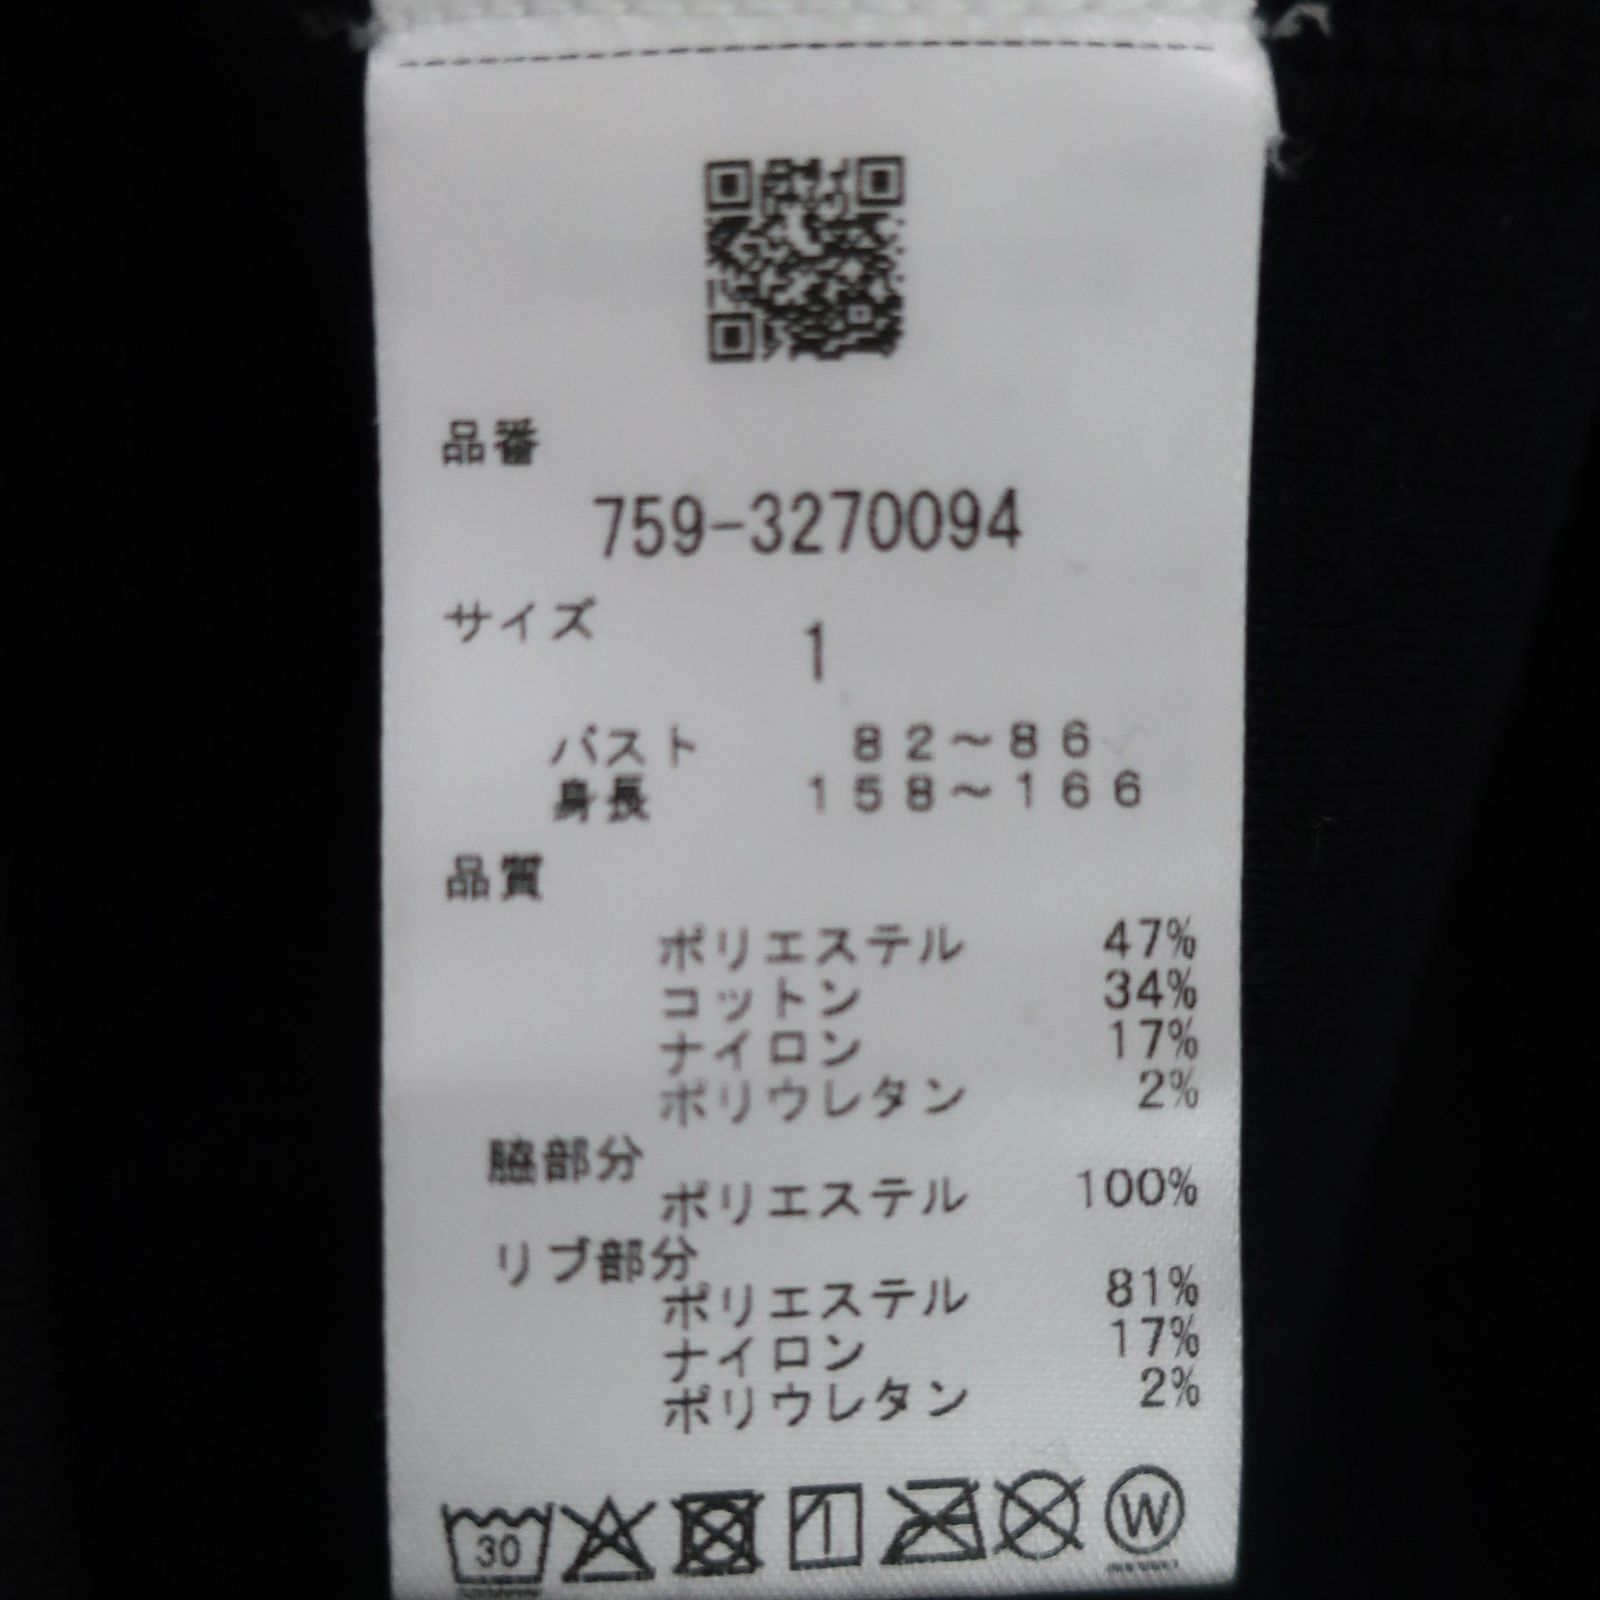 品番
759-3270094
サイズ
1
バスト 82～86
身長 158～166
品質
ポリエステル 47%
コットン 34%
ナイロン 17%
ポリウレタン 2%
脇部分
ポリエステル 100%
リブ部分
ポリエステル 81%
ナイロン 17%
ポリウレタン 2%
30
W